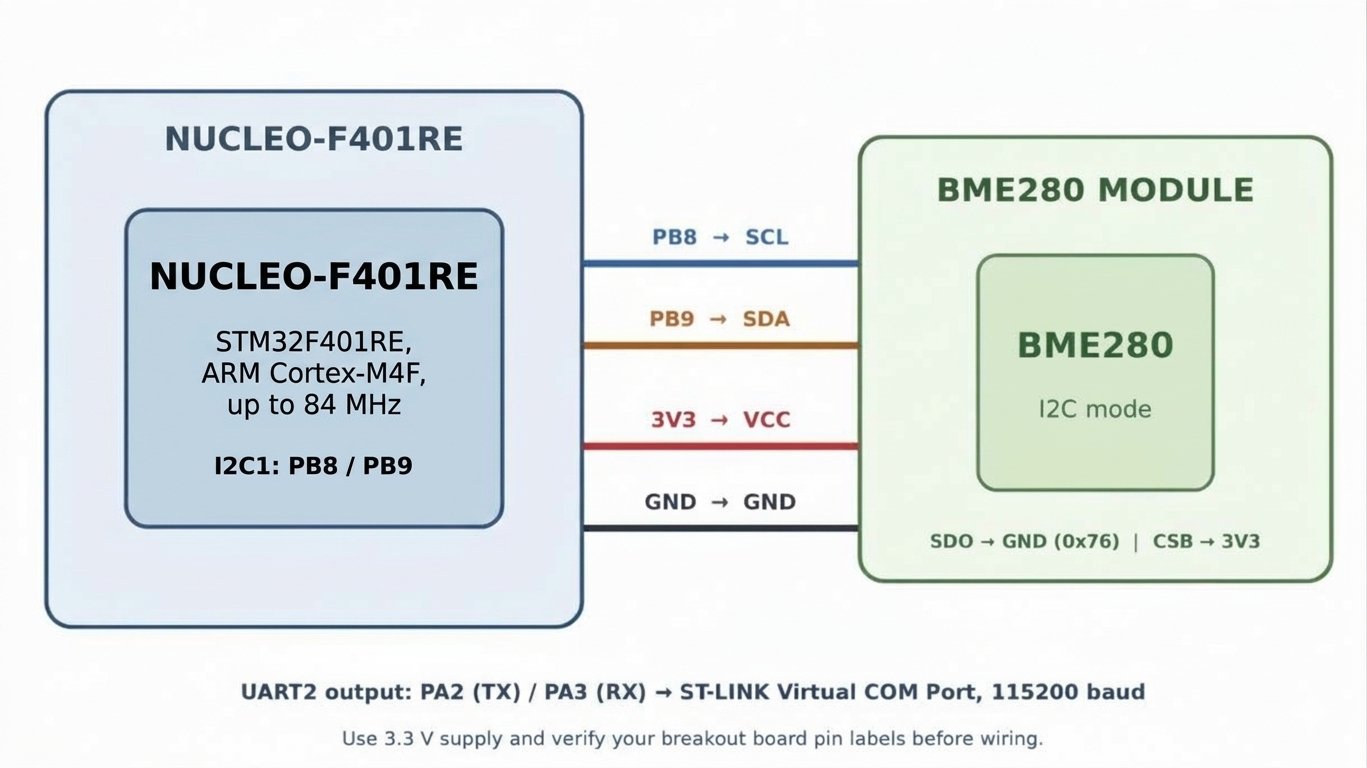 NUCLEO-F401RE
NUCLEO-F401RE
STM32F401RE,
ARM Cortex-M4F,
up to 84 MHz
I2C1: PB8 / PB9
PB8 → SCL
PB9 → SDA
3V3 → VCC
GND → GND
BME280 MODULE
BME280
I2C mode
SDO → GND (0x76) | CSB → 3V3
UART2 output: PA2 (TX) / PA3 (RX) → ST-LINK Virtual COM Port, 115200 baud
Use 3.3 V supply and verify your breakout board pin labels before wiring.